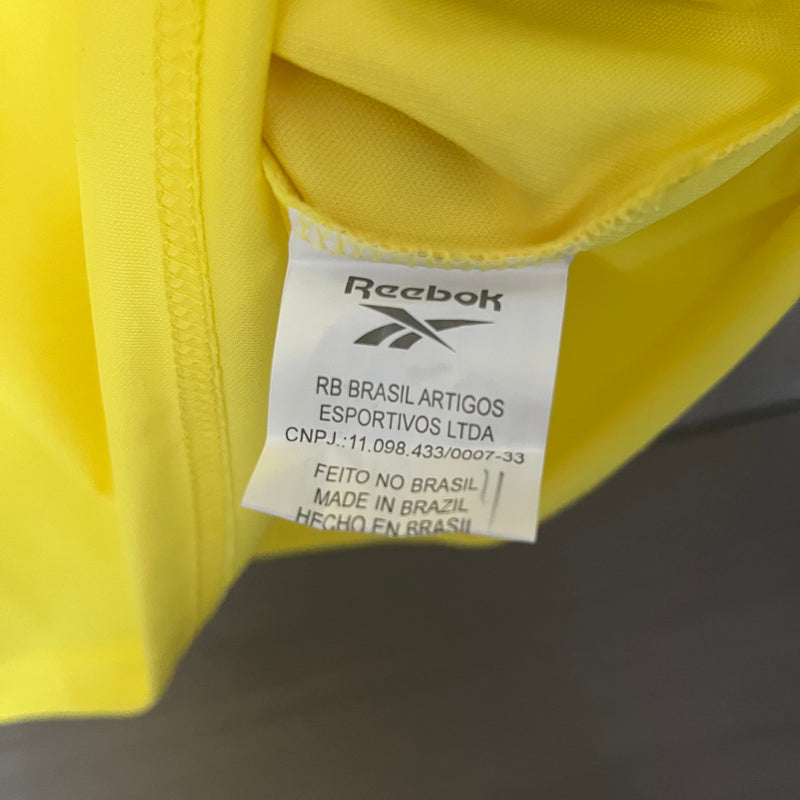 Reebok
RB BRASIL ARTIGOS
ESPORTIVOS LTDA
CNPJ.:11.098.433/0007-33
FEITO NO BRASIL
MADE IN BRAZIL
HECHO EN BRASIL